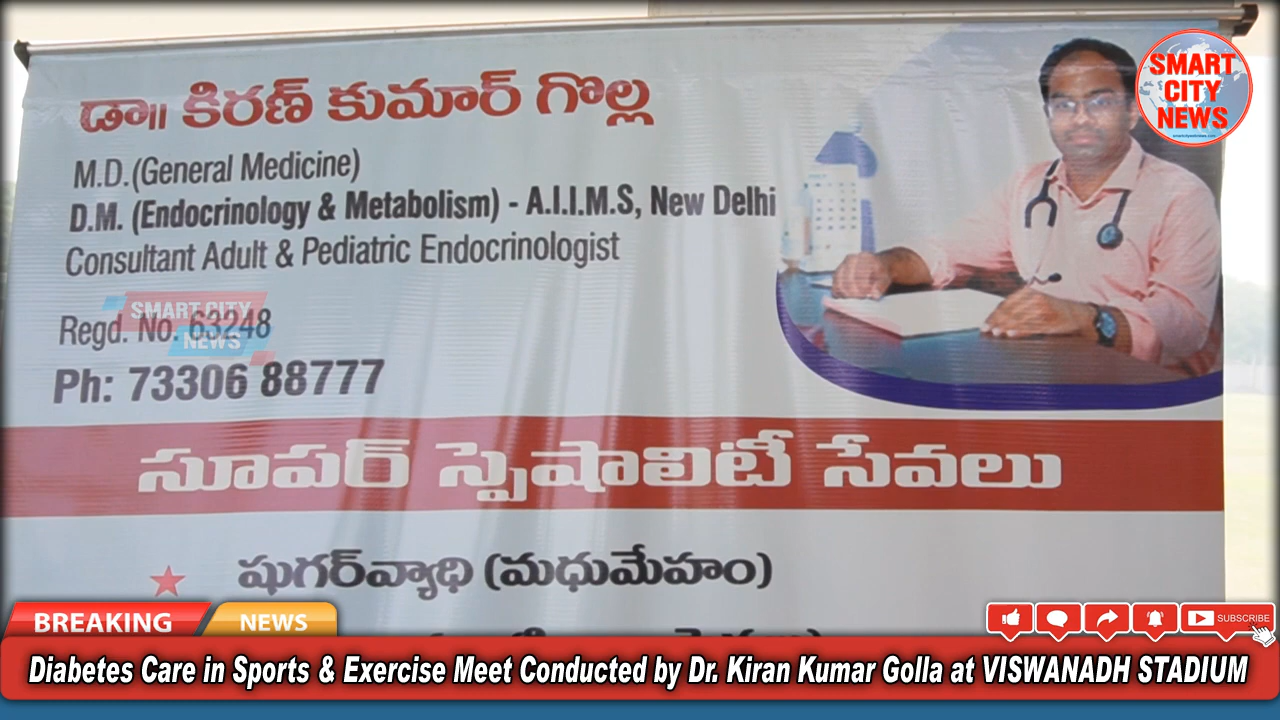 డా॥ కిరణ్ కుమార్ గొల్ల
M.D.(General Medicine)
D.M. (Endocrinology & Metabolism) - A.I.I.M.S, New Delhi
Consultant Adult & Pediatric Endocrinologist
Regd. No. 63248
Ph: 73306 88777
సూపర్ స్పెషాలిటీ సేవలు
షుగర్‌వ్యాధి (మధుమేహం)
SMART CITY NEWS
SMART
CITY
NEWS
BREAKING NEWS
SUBSCRIBE
Diabetes Care in Sports & Exercise Meet Conducted by Dr. Kiran Kumar Golla at VISWANADH STADIUM